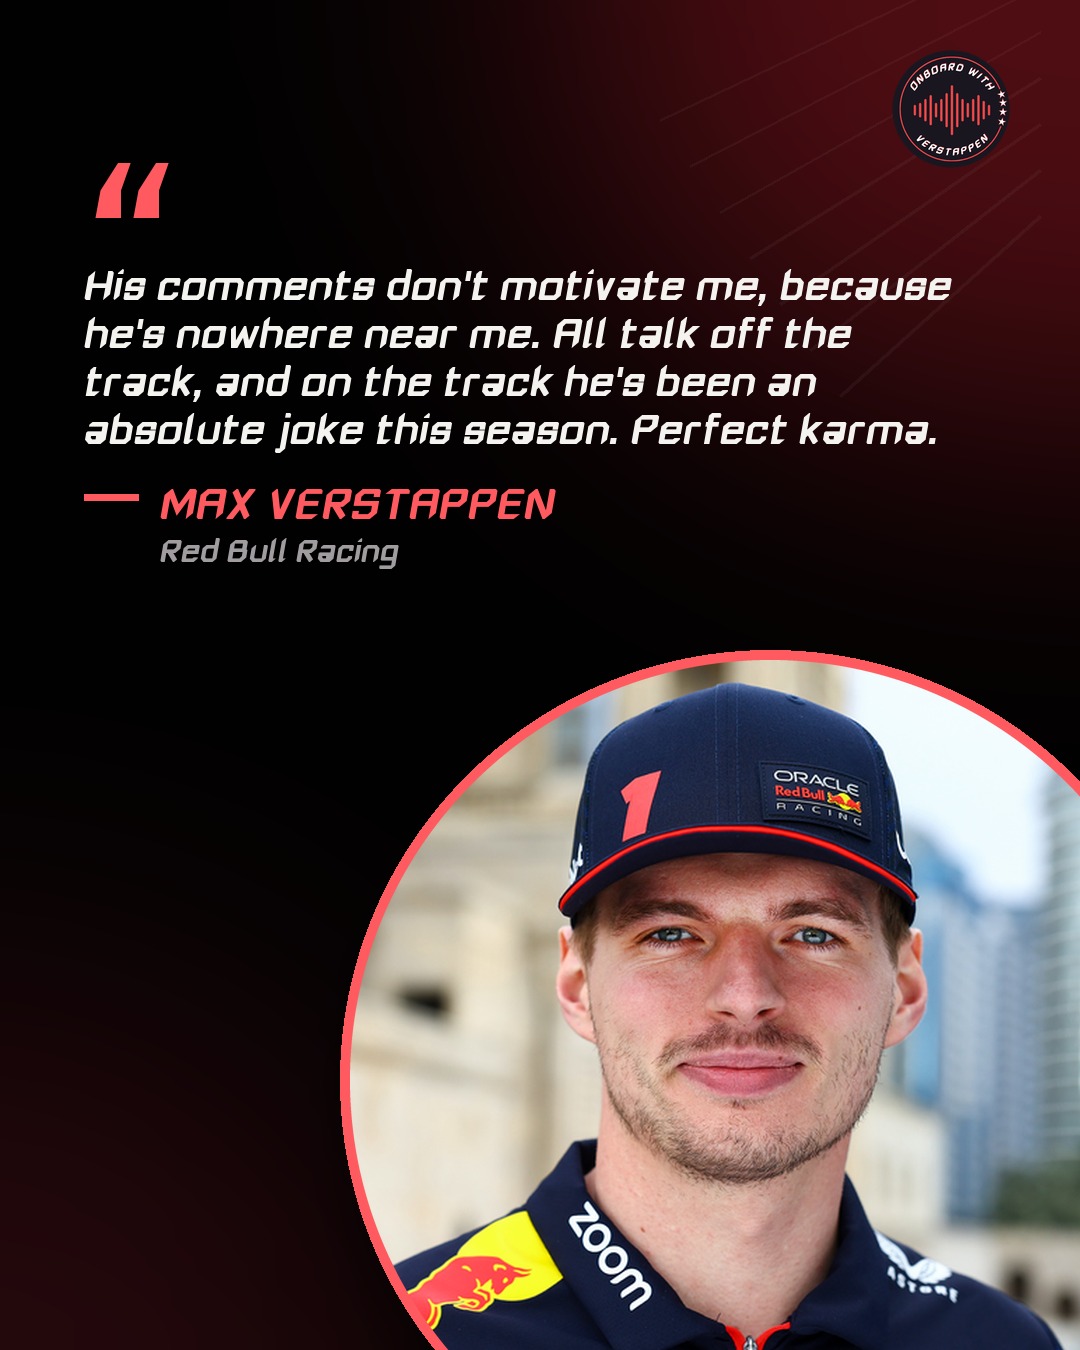 ONBOARD WITH
VERSTAPPEN
“
His comments don't motivate me, because
he's nowhere near me. All talk off the
track, and on the track he's been an
absolute joke this season. Perfect karma.
MAX VERSTAPPEN
Red Bull Racing
1
ORACLE
Red Bull
RACING
zoom
ASTORE